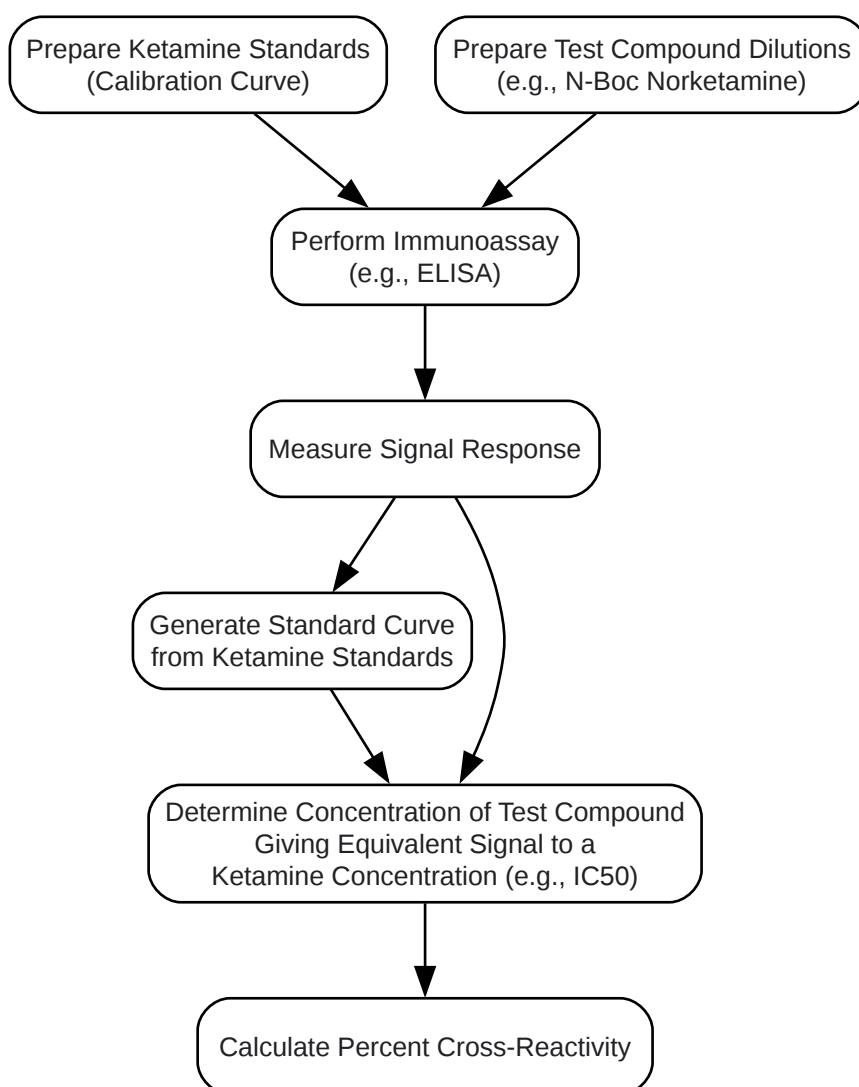 Prepare Ketamine Standards
(Calibration Curve)
Prepare Test Compound Dilutions
(e.g., N-Boc Norketamine)
Perform Immunoassay
(e.g., ELISA)
Measure Signal Response
Generate Standard Curve
from Ketamine Standards
Determine Concentration of Test Compound
Giving Equivalent Signal to a
Ketamine Concentration (e.g., IC50)
Calculate Percent Cross-Reactivity